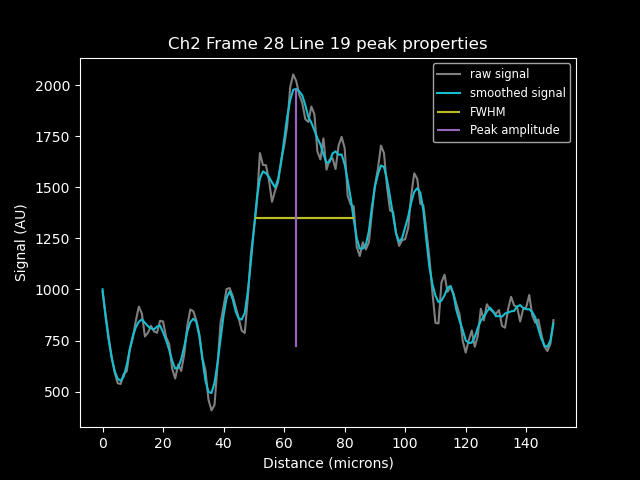 Ch2 Frame 28 Line 19 peak properties
raw signal
smoothed signal
FWHM
Peak amplitude
Signal (AU)
2000
1750
1500
1250
1000
750
500
0 20 40 60 80 100 120 140
Distance (microns)